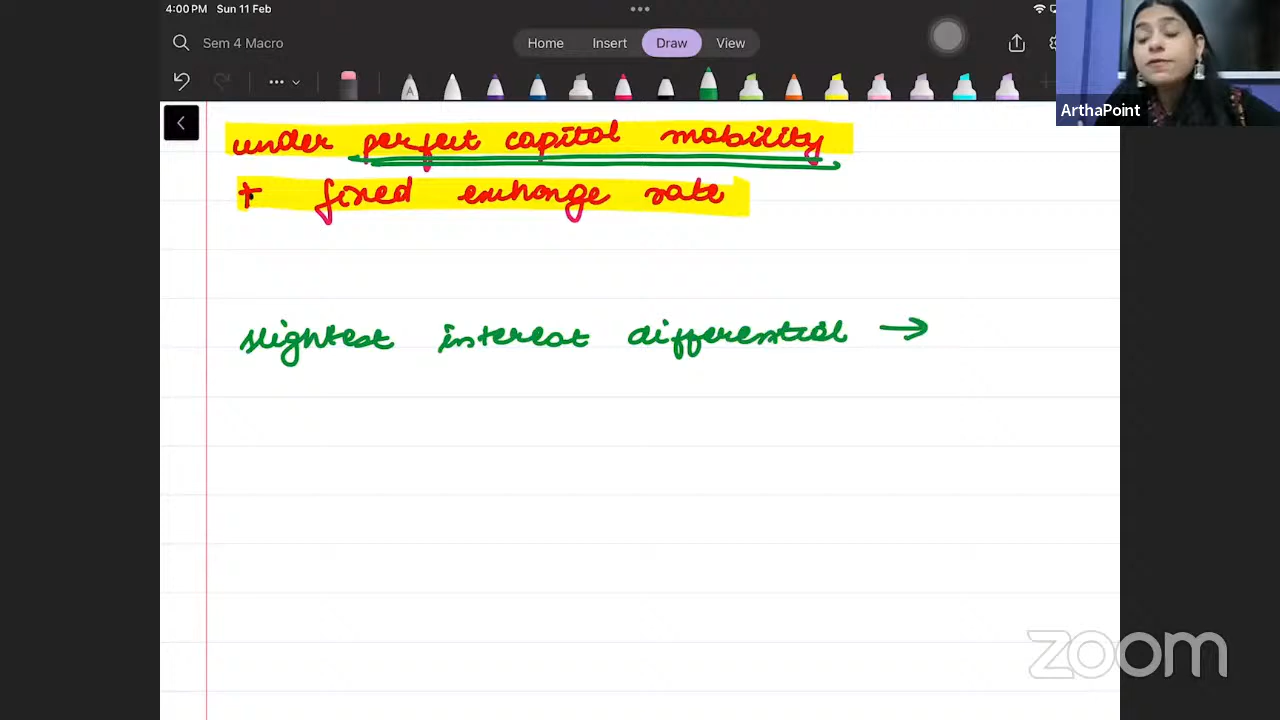 4:00 PM Sun 11 Feb
Sem 4 Macro
Home Insert Draw View
A
ArthaPoint
under perfect capital mobility
+ fixed exchange rate
slightest interest differential →
zoom